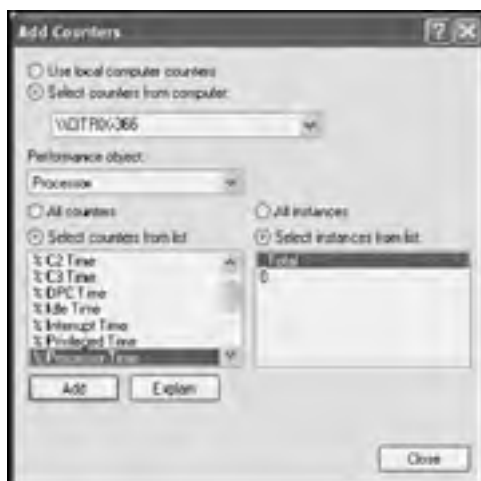 Add Counters
Use local computer counters
Select counters from computer:
Performance object:
Processor
All counters
All instances
Select counters from list
Select instances from list:
% C2 Time
% C3 Time
% DPC Time
% Idle Time
% Interrupt Time
% Privileged Time
% Processor Time
_Total
0
Add
Explain
Close